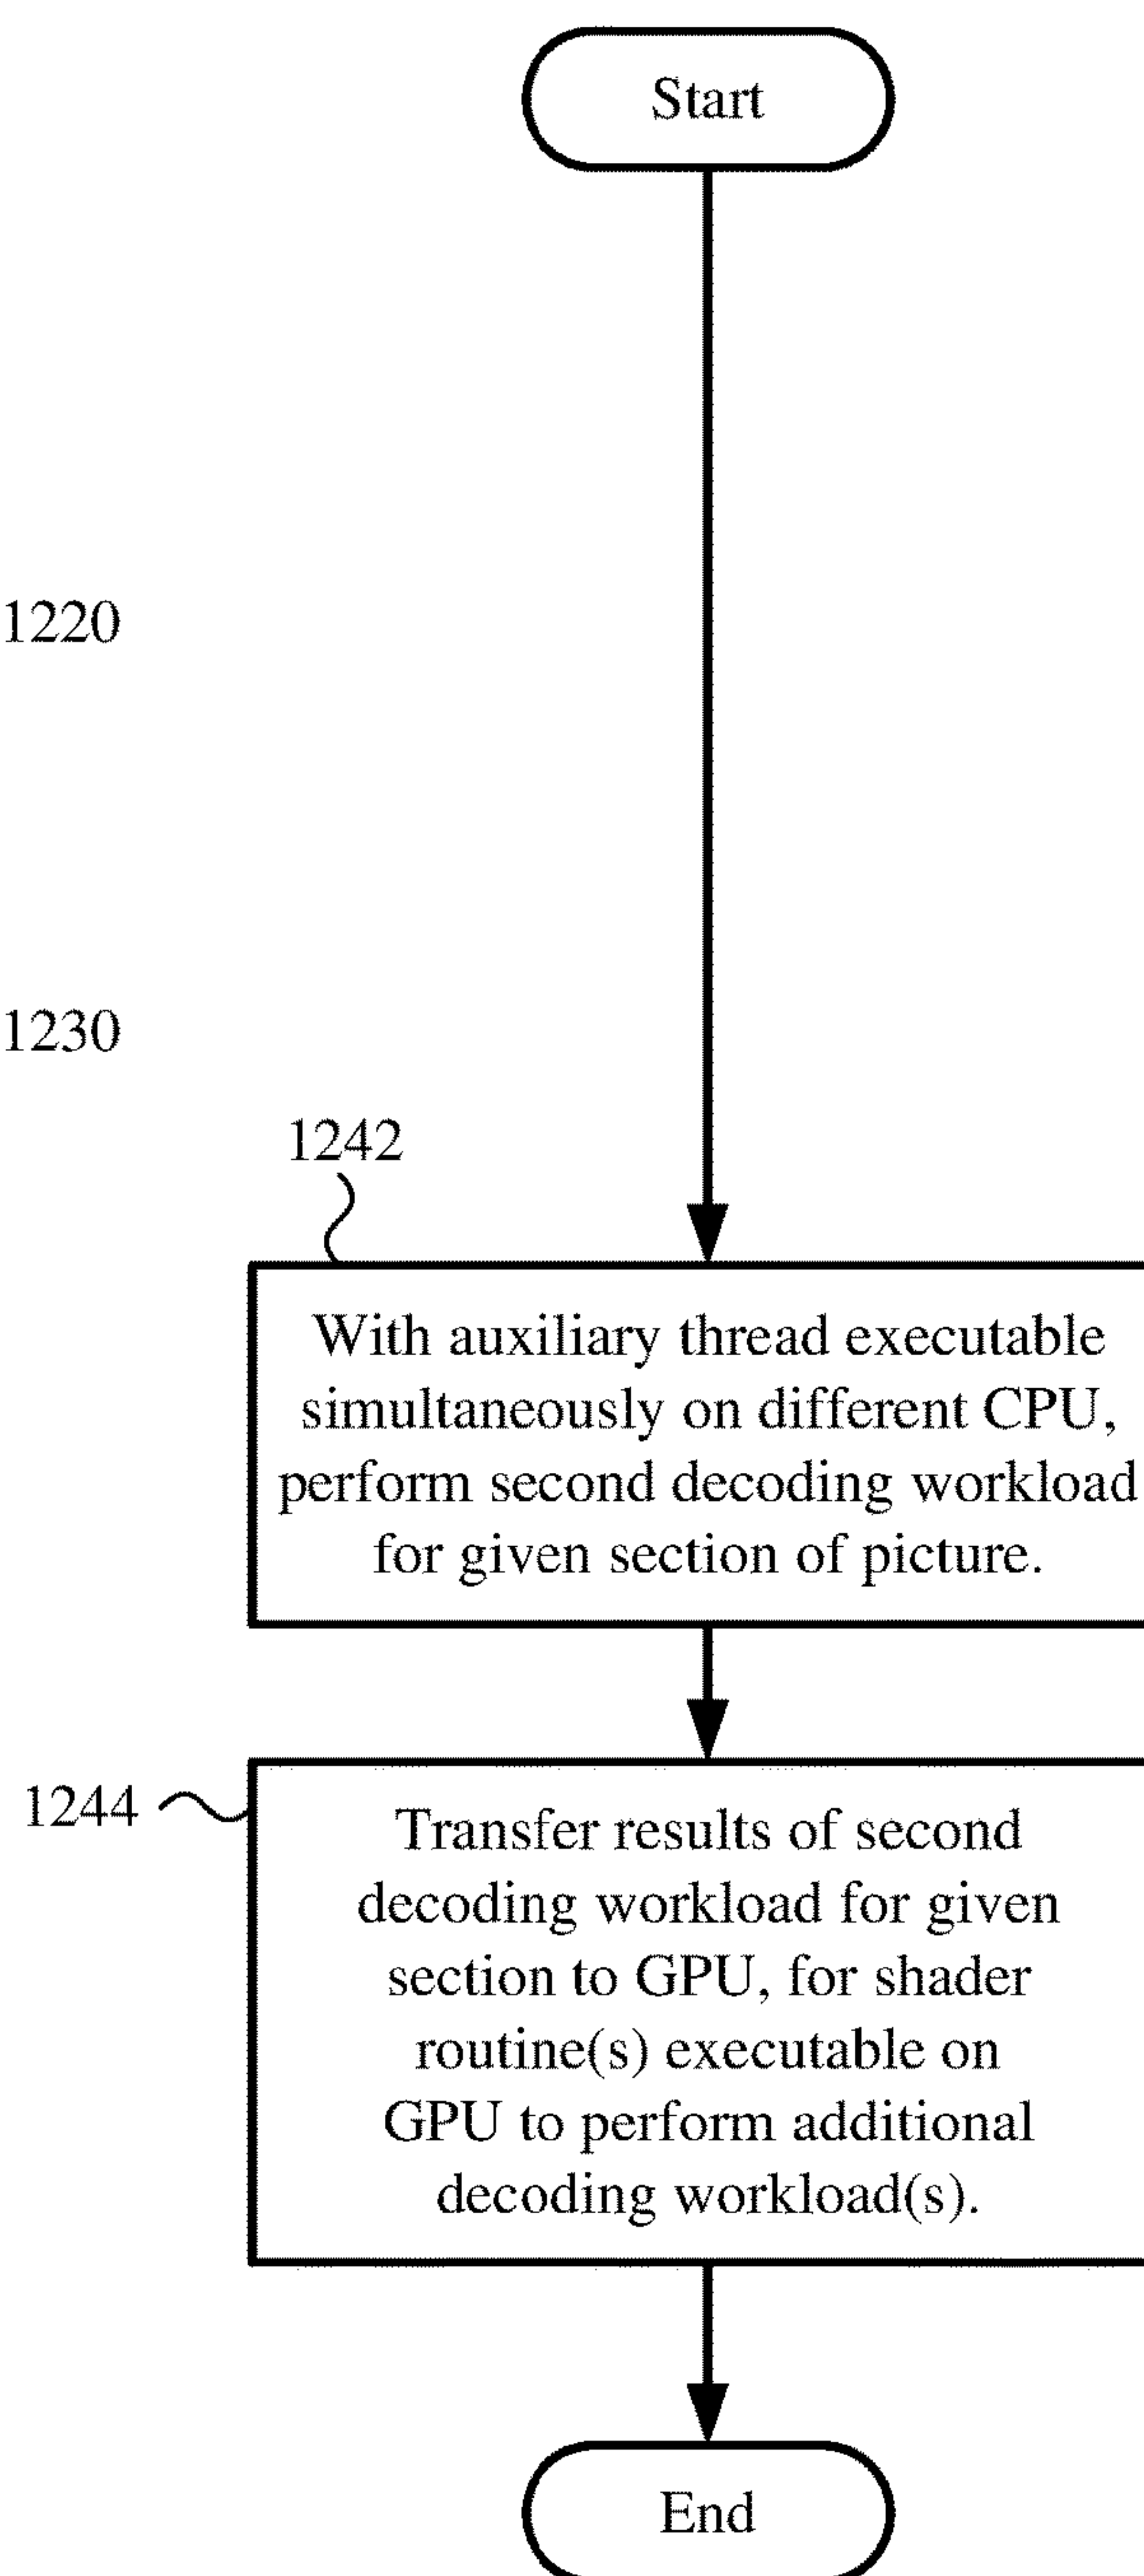 Start
1220
1230
1242
With auxiliary thread executable
simultaneously on different CPU,
perform second decoding workload
for given section of picture.
1244
Transfer results of second
decoding workload for given
section to GPU, for shader
routine(s) executable on
GPU to perform additional
decoding workload(s).
End